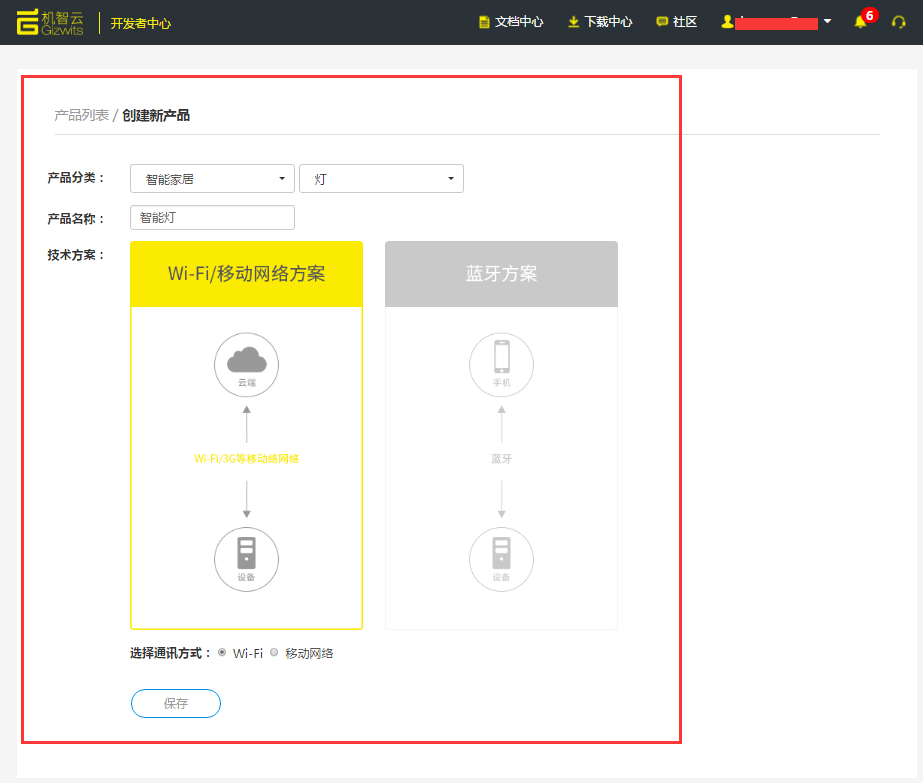 机智云 Gizwits 开发者中心 文档中心 下载中心 社区 6
产品列表 / 创建新产品
产品分类： 智能家居 灯
产品名称： 智能灯
技术方案：
Wi-Fi/移动网络方案 蓝牙方案
云端 手机
Wi-Fi/3G等移动络网络 蓝牙
设备 设备
选择通讯方式： Wi-Fi 移动网络
保存